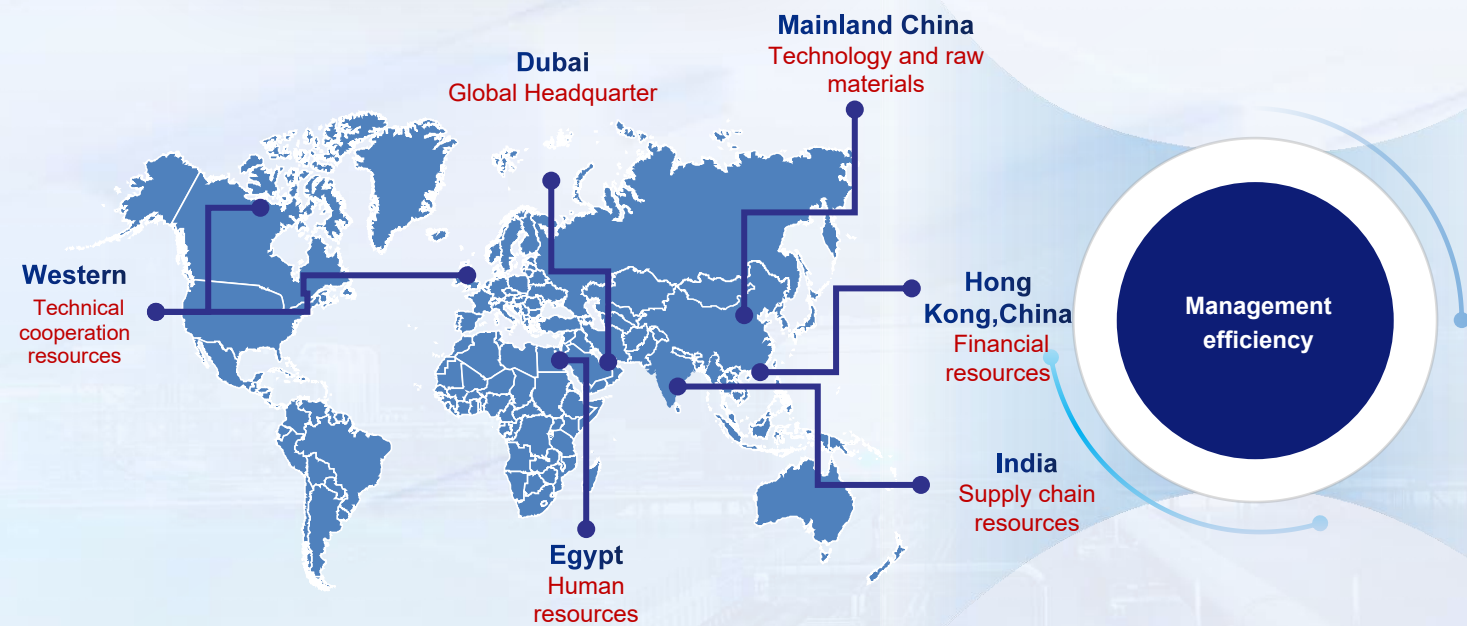 Mainland China
Technology and raw
materials
Dubai
Global Headquarter
Western
Technical
cooperation
resources
Hong
Kong,China
Financial
resources
India
Supply chain
resources
Egypt
Human
resources
Management
efficiency